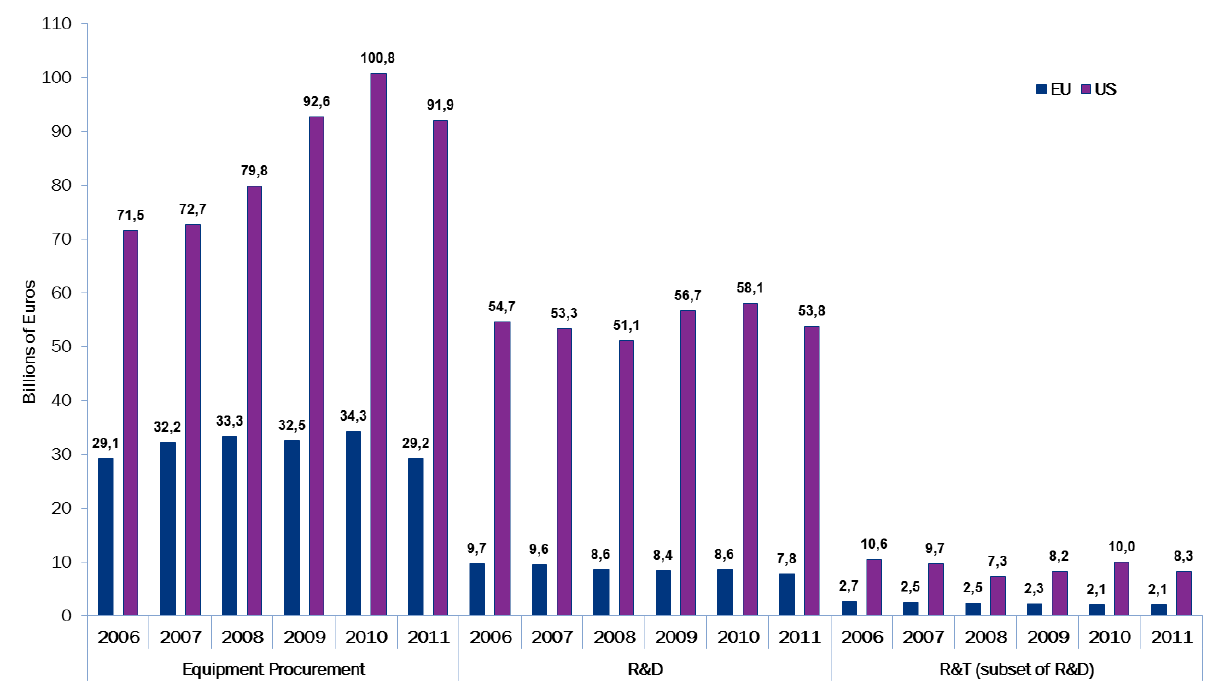 110
100
90
80
70
60
50
40
30
20
10
0
Billions of Euros
EU US
71,5 72,7 79,8 92,6 100,8 91,9
29,1 32,2 33,3 32,5 34,3 29,2
54,7 53,3 51,1 56,7 58,1 53,8
9,7 9,6 8,6 8,4 8,6 7,8
10,6 9,7 7,3 8,2 10,0 8,3
2,7 2,5 2,5 2,3 2,1 2,1
2006 2007 2008 2009 2010 2011 2006 2007 2008 2009 2010 2011 2006 2007 2008 2009 2010 2011
Equipment Procurement R&D R&T (subset of R&D)